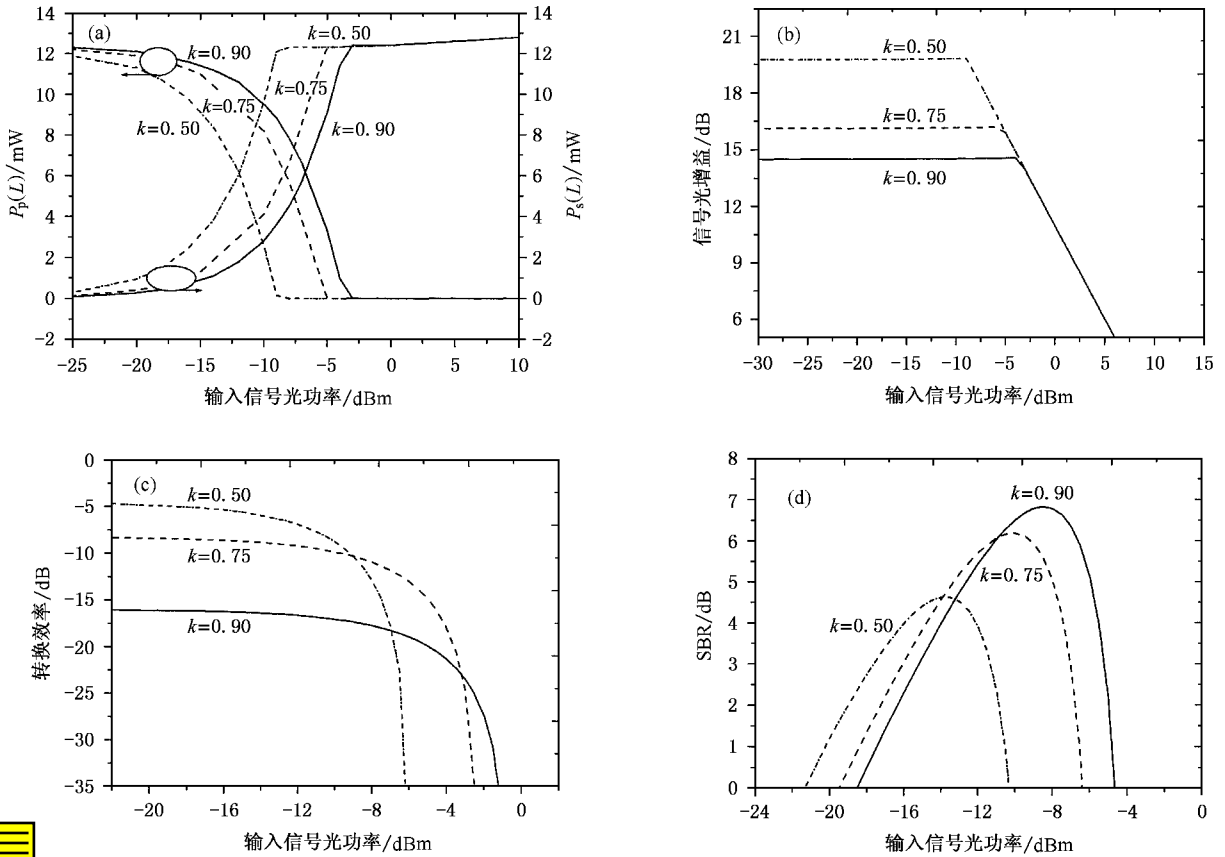 (a)
14
12
10
8
6
4
2
0
-2
P_p(L)/mW
14
12
10
8
6
4
2
0
-2
P_s(L)/mW
k=0.90
k=0.50
k=0.75
k=0.75
k=0.50
k=0.90
-25 -20 -15 -10 -5 0 5 10
输入信号光功率/dBm
(b)
21
18
15
12
9
6
信号光增益/dB
k=0.50
k=0.75
k=0.90
-30 -25 -20 -15 -10 -5 0 5 10 15
输入信号光功率/dBm
(c)
0
-5
-10
-15
-20
-25
-30
-35
转换效率/dB
k=0.50
k=0.75
k=0.90
-20 -16 -12 -8 -4 0
输入信号光功率/dBm
(d)
8
7
6
5
4
3
2
1
0
SBR/dB
k=0.90
k=0.75
k=0.50
-24 -20 -16 -12 -8 -4 0
输入信号光功率/dBm